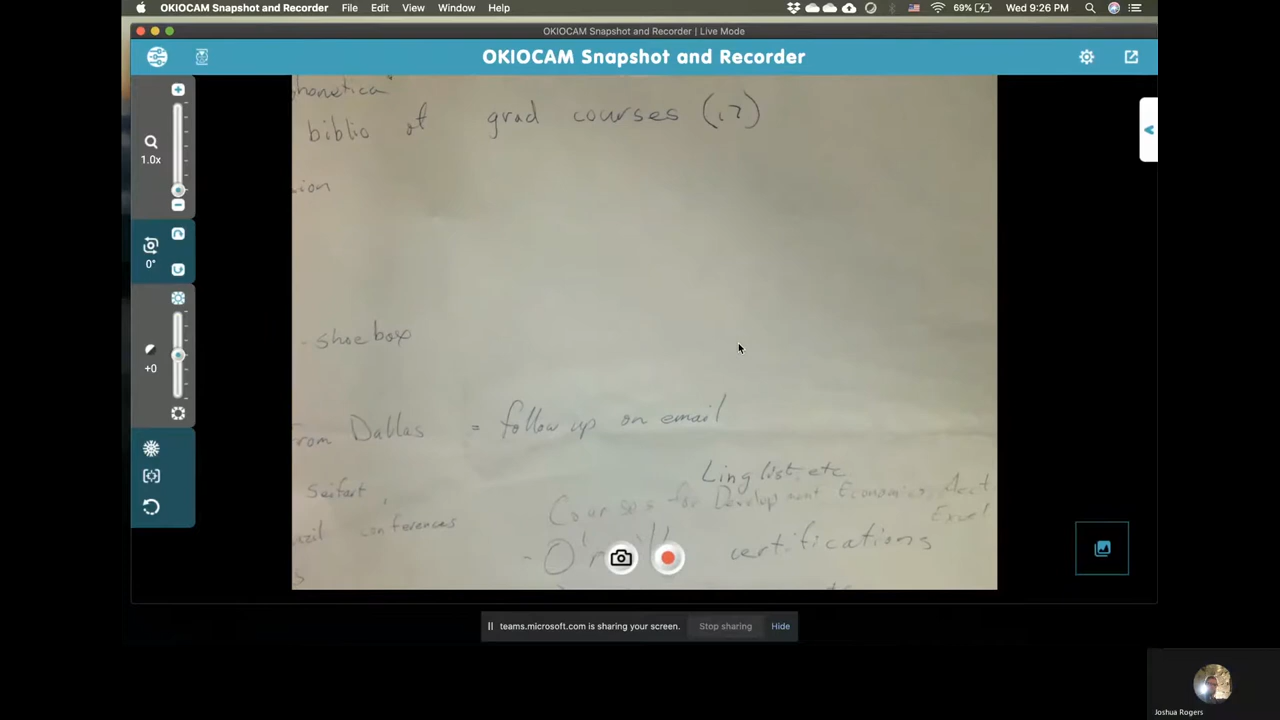 OKIOCAM Snapshot and Recorder File Edit View Window Help 69% Wed 9:26 PM
OKIOCAM Snapshot and Recorder | Live Mode
OKIOCAM Snapshot and Recorder
1.0x
0°
+0
phonetica
biblio of grad courses
shoebox
from Dallas = follow up on email
Ling list, etc
Seifart,
Courses for Development Economics
Excel
conferences
certifications
teams.microsoft.com is sharing your screen. Stop sharing Hide
Joshua Rogers